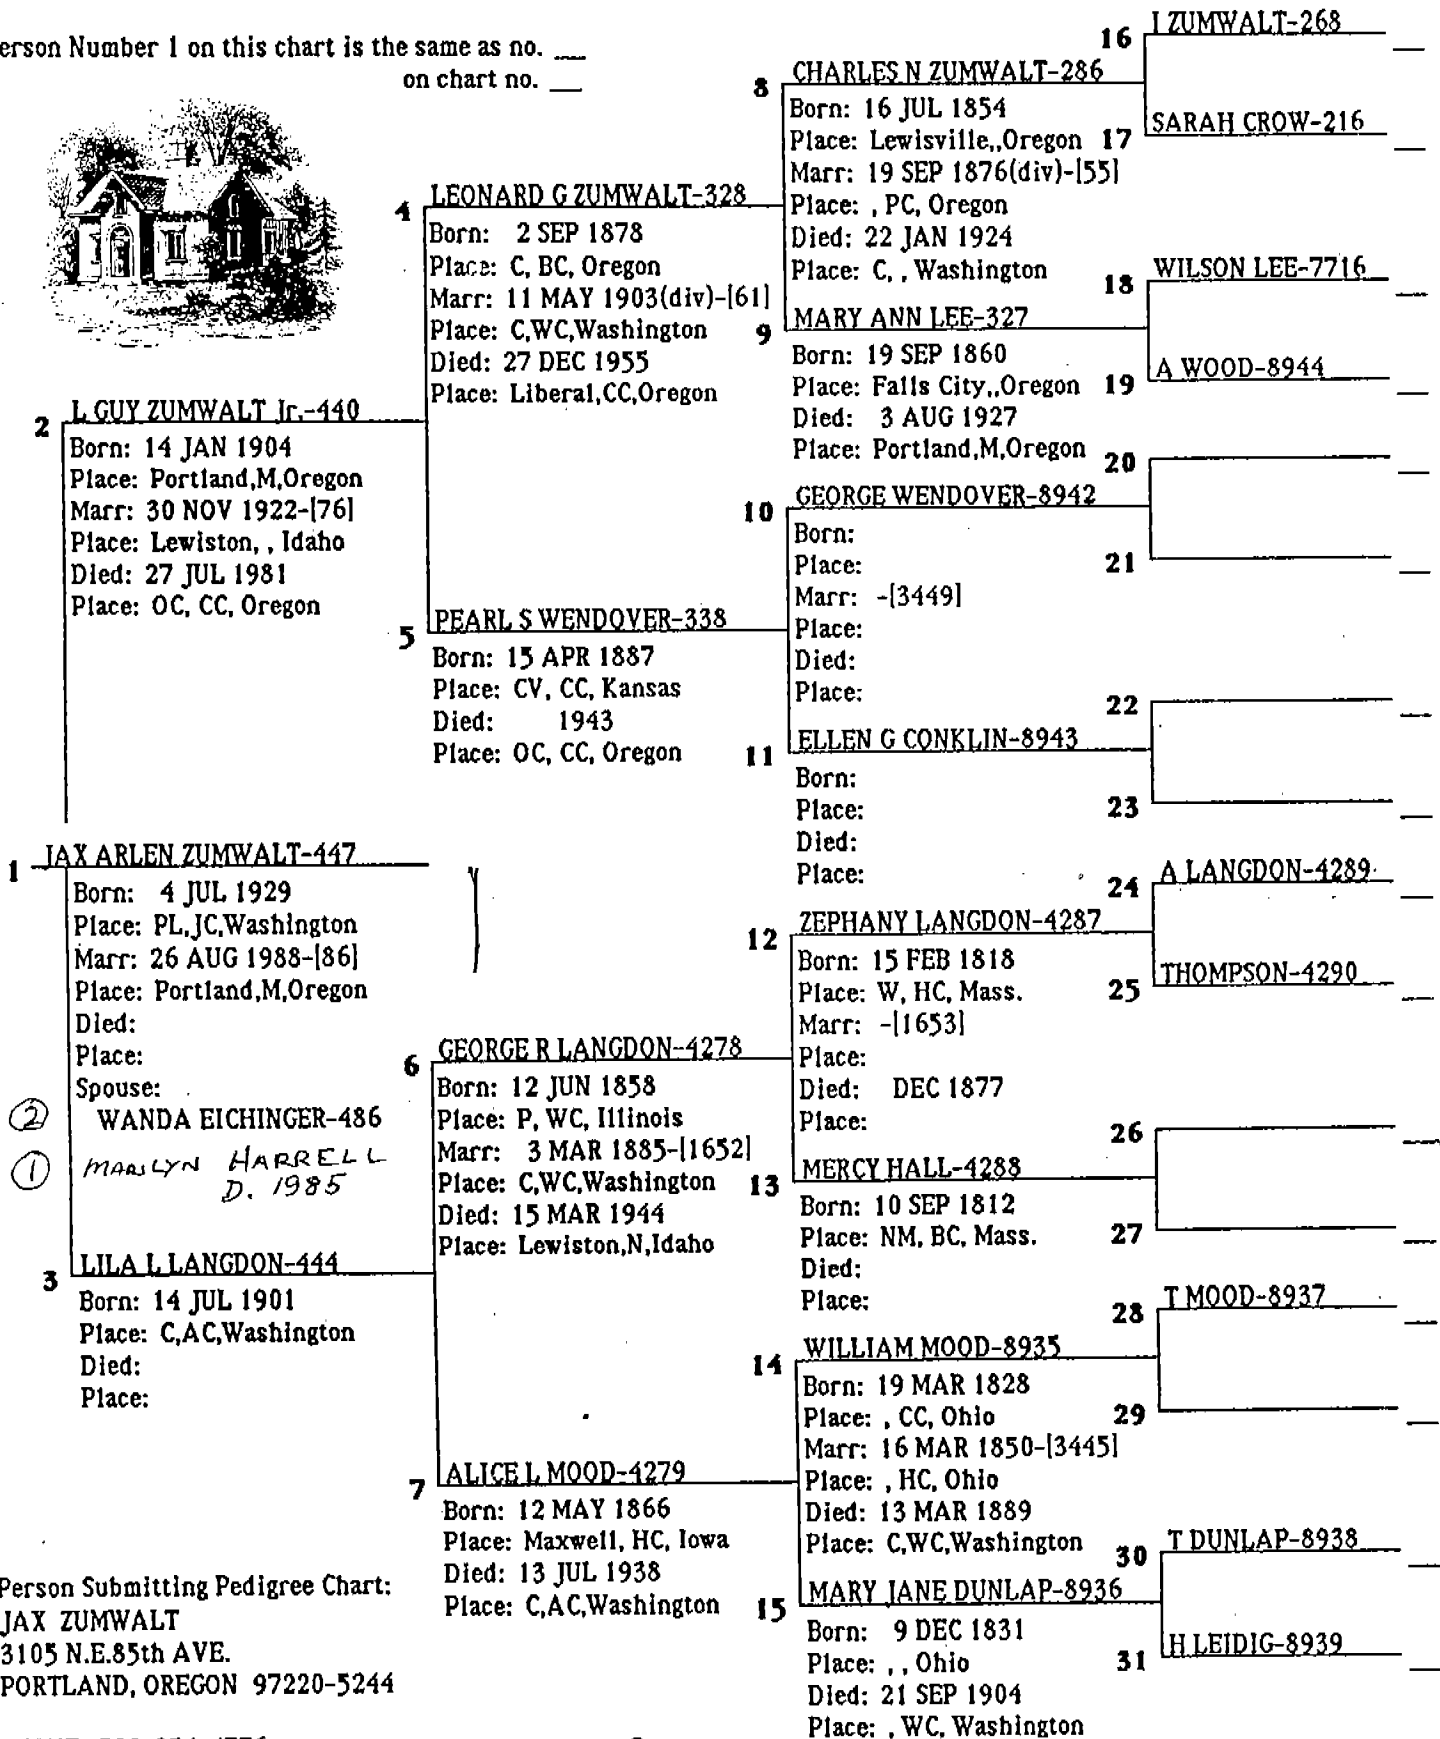 erson Number 1 on this chart is the same as no. __
on chart no. __
1 JAX ARLEN ZUMWALT-447
Born: 4 JUL 1929
Place: PL,JC,Washington
Marr: 26 AUG 1988-[86]
Place: Portland,M,Oregon
Died:
Place:
Spouse:
② WANDA EICHINGER-486
① MARILYN HARRELL
D. 1985
2 L GUY ZUMWALT Jr.-440
Born: 14 JAN 1904
Place: Portland,M,Oregon
Marr: 30 NOV 1922-[76]
Place: Lewiston, , Idaho
Died: 27 JUL 1981
Place: OC, CC, Oregon
3 LILA L LANGDON-444
Born: 14 JUL 1901
Place: C,AC,Washington
Died:
Place:
4 LEONARD G ZUMWALT-328
Born: 2 SEP 1878
Place: C, BC, Oregon
Marr: 11 MAY 1903(div)-[61]
Place: C,WC,Washington
Died: 27 DEC 1955
Place: Liberal,CC,Oregon
5 PEARL S WENDOVER-338
Born: 15 APR 1887
Place: CV, CC, Kansas
Died: 1943
Place: OC, CC, Oregon
6 GEORGE R LANGDON-4278
Born: 12 JUN 1858
Place: P, WC, Illinois
Marr: 3 MAR 1885-[1652]
Place: C,WC,Washington
Died: 15 MAR 1944
Place: Lewiston,N,Idaho
7 ALICE L MOOD-4279
Born: 12 MAY 1866
Place: Maxwell, HC, Iowa
Died: 13 JUL 1938
Place: C,AC,Washington
8 CHARLES N ZUMWALT-286
Born: 16 JUL 1854
Place: Lewisville,,Oregon
Marr: 19 SEP 1876(div)-[55]
Place: , PC, Oregon
Died: 22 JAN 1924
Place: C, , Washington
9 MARY ANN LEE-327
Born: 19 SEP 1860
Place: Falls City,,Oregon
Died: 3 AUG 1927
Place: Portland,M,Oregon
10 GEORGE WENDOVER-8942
Born:
Place:
Marr: -[3449]
Place:
Died:
Place:
11 ELLEN G CONKLIN-8943
Born:
Place:
Died:
Place:
12 ZEPHANY LANGDON-4287
Born: 15 FEB 1818
Place: W, HC, Mass.
Marr: -[1653]
Place:
Died: DEC 1877
Place:
13 MERCY HALL-4288
Born: 10 SEP 1812
Place: NM, BC, Mass.
Died:
Place:
14 WILLIAM MOOD-8935
Born: 19 MAR 1828
Place: , CC, Ohio
Marr: 16 MAR 1850-[3445]
Place: , HC, Ohio
Died: 13 MAR 1889
Place: C,WC,Washington
15 MARY JANE DUNLAP-8936
Born: 9 DEC 1831
Place: , , Ohio
Died: 21 SEP 1904
Place: , WC, Washington
16 I ZUMWALT-268
17 SARAH CROW-216
18 WILSON LEE-7716
19 A WOOD-8944
20
21
22
23
24 A LANGDON-4289
25 THOMPSON-4290
26
27
28 T MOOD-8937
29
30 T DUNLAP-8938
31 H LEIDIG-8939
Person Submitting Pedigree Chart:
JAX ZUMWALT
3105 N.E.85th AVE.
PORTLAND, OREGON 97220-5244